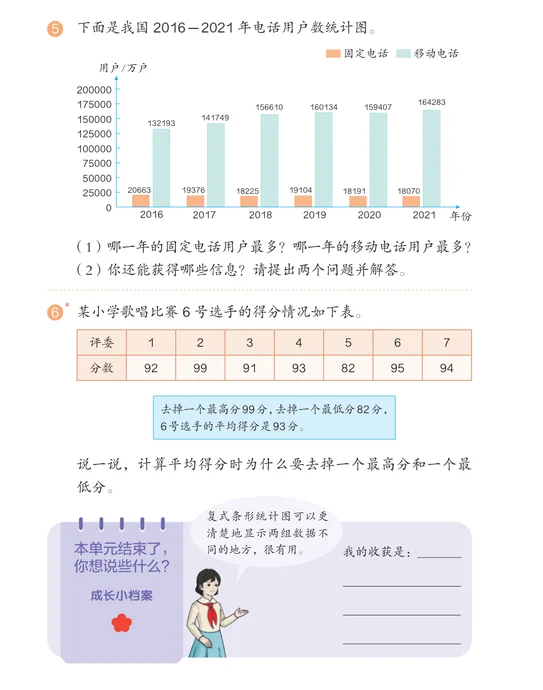 5 下面是我国 2016－2021 年电话用户数统计图。
固定电话 移动电话
用户/万户
200000
175000
150000
125000
100000
75000
50000
25000
0
132193 141749 156610 160134 159407 164283
20663 19376 18225 19104 18191 18070
2016 2017 2018 2019 2020 2021 年份
（1）哪一年的固定电话用户最多？哪一年的移动电话用户最多？
（2）你还能获得哪些信息？请提出两个问题并解答。
6* 某小学歌唱比赛 6 号选手的得分情况如下表。
评委 1 2 3 4 5 6 7
分数 92 99 91 93 82 95 94
去掉一个最高分99分，去掉一个最低分82分，
6号选手的平均得分是93分。
说一说，计算平均得分时为什么要去掉一个最高分和一个最
低分。
本单元结束了，
你想说些什么？
成长小档案
复式条形统计图可以更
清楚地显示两组数据不
同的地方，很有用。
我的收获是：